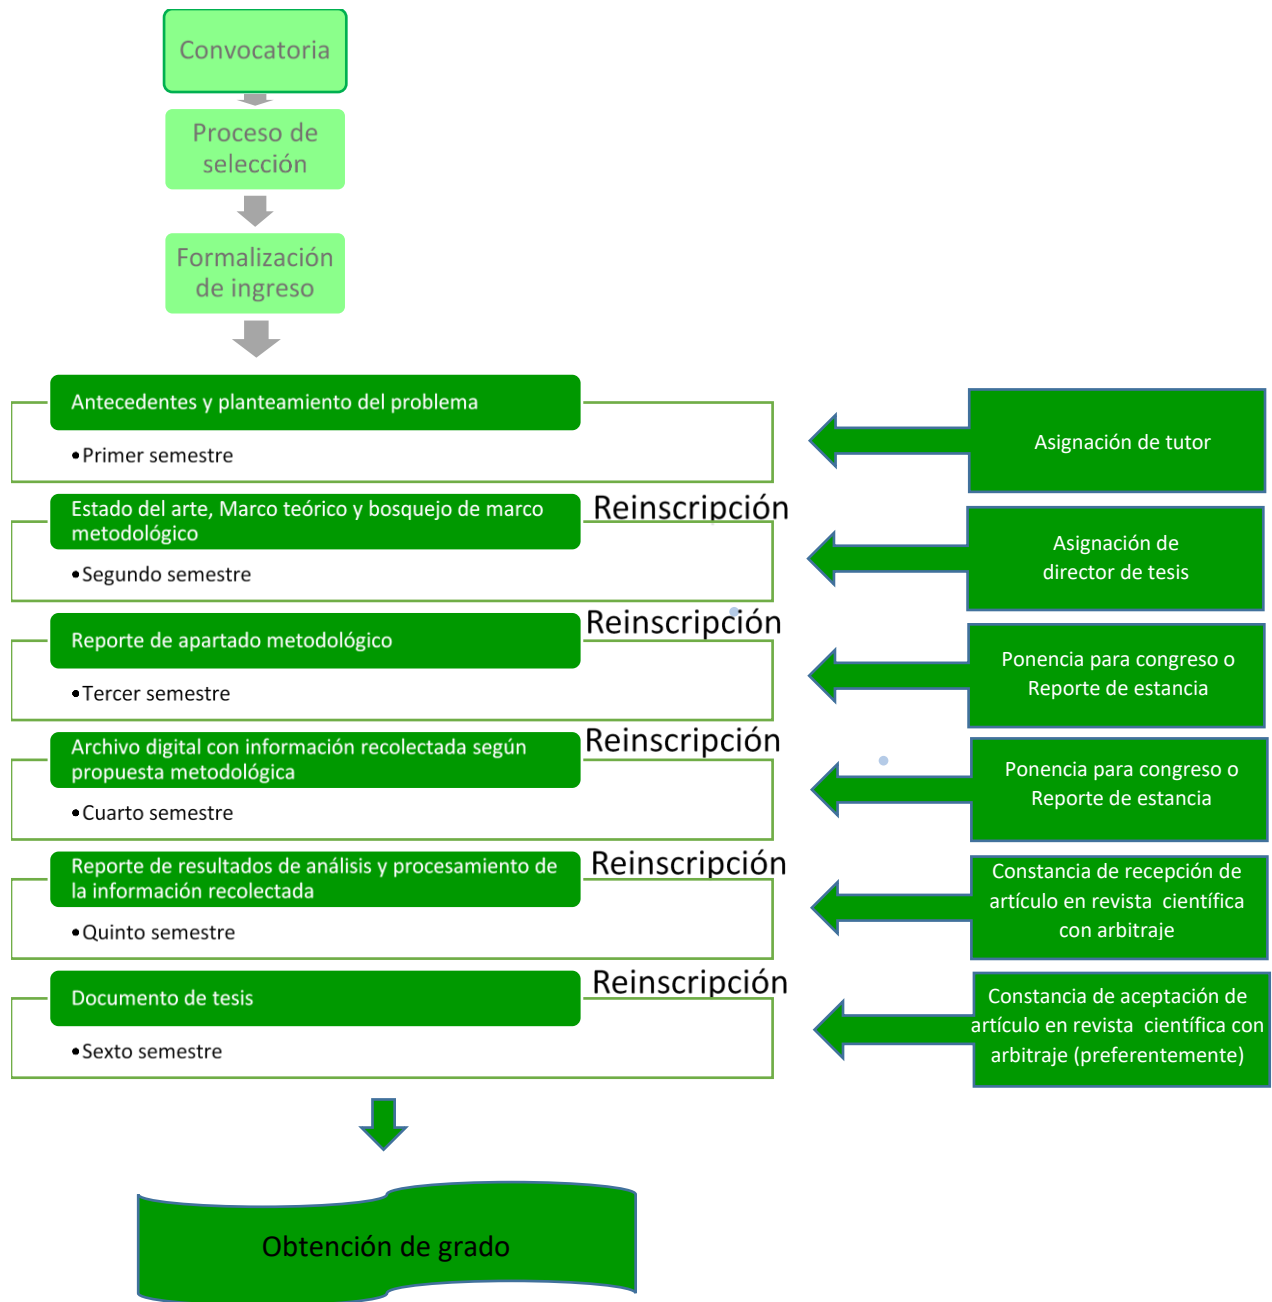 Convocatoria
Proceso de
selección
Formalización
de ingreso
Antecedentes y planteamiento del problema
•Primer semestre
Asignación de tutor
Reinscripción
Estado del arte, Marco teórico y bosquejo de marco
metodológico
•Segundo semestre
Asignación de
director de tesis
Reinscripción
Reporte de apartado metodológico
•Tercer semestre
Ponencia para congreso o
Reporte de estancia
Reinscripción
Archivo digital con información recolectada según
propuesta metodológica
•Cuarto semestre
Ponencia para congreso o
Reporte de estancia
Reinscripción
Reporte de resultados de análisis y procesamiento de
la información recolectada
•Quinto semestre
Constancia de recepción de
artículo en revista científica
con arbitraje
Reinscripción
Documento de tesis
•Sexto semestre
Constancia de aceptación de
artículo en revista científica con
arbitraje (preferentemente)
Obtención de grado